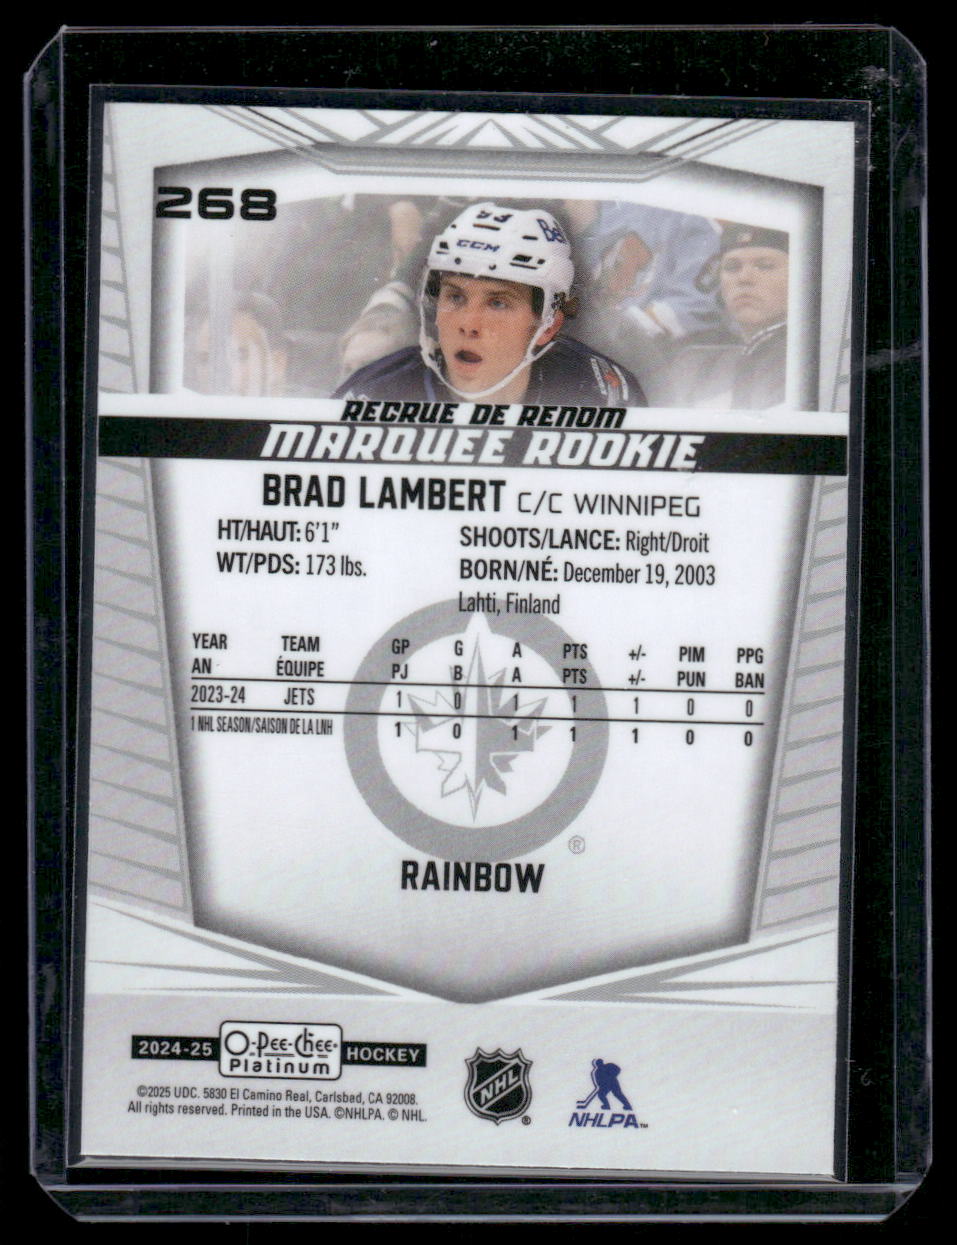 268
CCM
Bell
RECRUE DE RENOM
MARQUEE ROOKIE
BRAD LAMBERT C/C WINNIPEG
HT/HAUT: 6'1" SHOOTS/LANCE: Right/Droit
WT/PDS: 173 lbs. BORN/NÉ: December 19, 2003
Lahti, Finland
YEAR TEAM GP G A PTS +/- PIM PPG
AN ÉQUIPE PJ B A PTS +/- PUN BAN
2023-24 JETS 1 0 1 1 1 0 0
1 NHL SEASON/SAISON DE LA LNH 1 0 1 1 1 0 0
®
RAINBOW
2024-25 O-Pee-Chee Platinum HOCKEY
©2025 UDC. 5830 El Camino Real, Carlsbad, CA 92008.
All rights reserved. Printed in the USA. ©NHLPA. © NHL.
NHL ®
NHLPA™